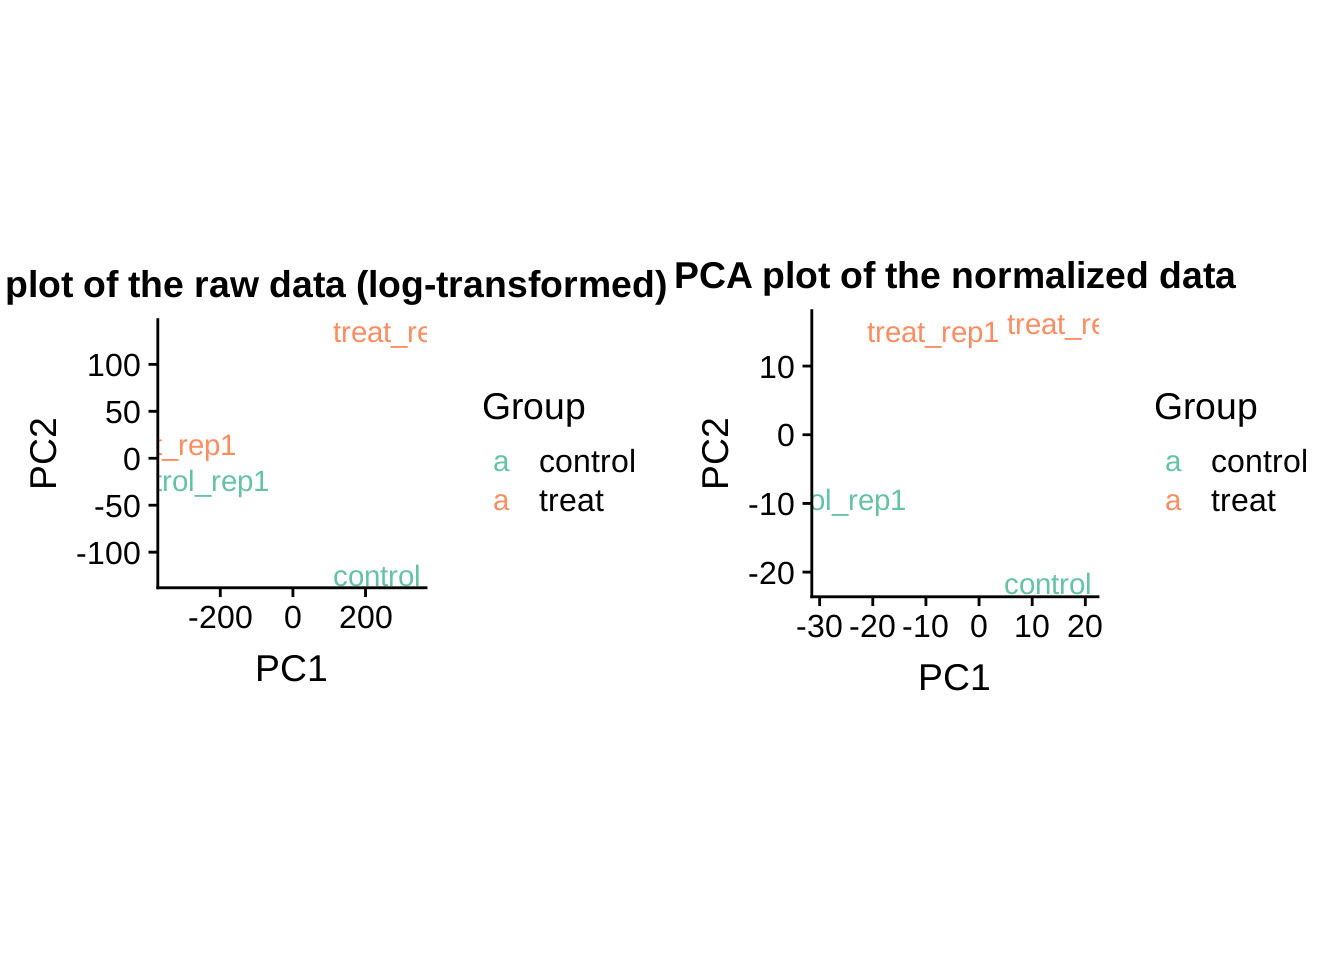 plot of the raw data (log-transformed)
treat_re
100
50
0
-50
-100
_rep1
trol_rep1
control
-200 0 200
PC1
PC2
Group
a control
a treat
PCA plot of the normalized data
treat_rep1 treat_re
10
0
-10
-20
ol_rep1
control
-30 -20 -10 0 10 20
PC1
PC2
Group
a control
a treat